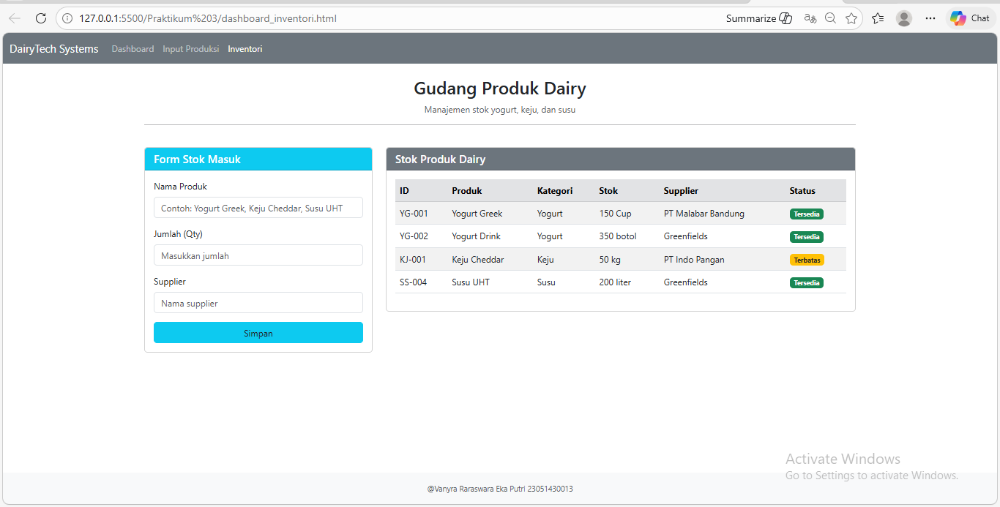 127.0.0.1:5500/Praktikum%203/dashboard_inventori.html Summarize Chat
DairyTech Systems Dashboard Input Produksi Inventori
Gudang Produk Dairy
Manajemen stok yogurt, keju, dan susu
Form Stok Masuk
Nama Produk
Contoh: Yogurt Greek, Keju Cheddar, Susu UHT
Jumlah (Qty)
Masukkan jumlah
Supplier
Nama supplier
Simpan
Stok Produk Dairy
ID Produk Kategori Stok Supplier Status
YG-001 Yogurt Greek Yogurt 150 Cup PT Malabar Bandung Tersedia
YG-002 Yogurt Drink Yogurt 350 botol Greenfields Tersedia
KJ-001 Keju Cheddar Keju 50 kg PT Indo Pangan Terbatas
SS-004 Susu UHT Susu 200 liter Greenfields Tersedia
Activate Windows
Go to Settings to activate Windows.
@Vanyra Raraswara Eka Putri 23051430013